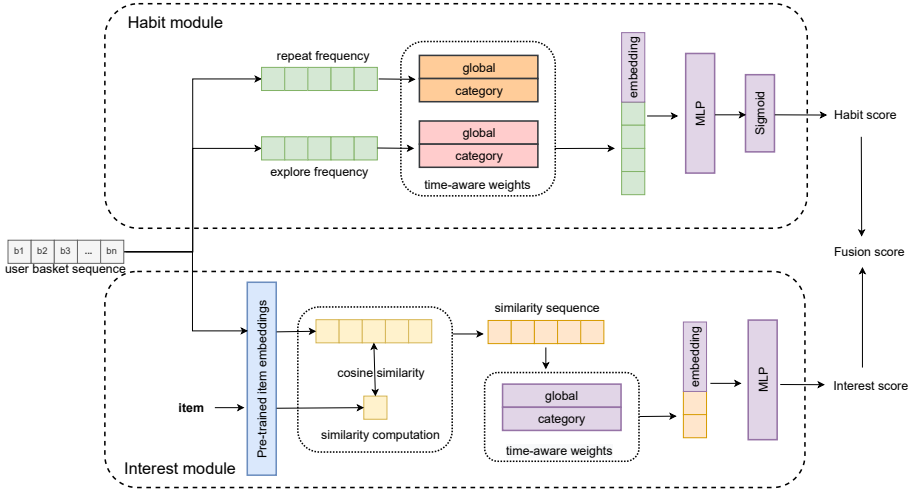 Habit module
repeat frequency
global
category
explore frequency
global
category
time-aware weights
embedding
MLP
Sigmoid
Habit score
b1 b2 b3 ... bn
user basket sequence
Fusion score
Pre-trained item embeddings
item
cosine similarity
similarity computation
similarity sequence
global
category
time-aware weights
embedding
MLP
Interest score
Interest module